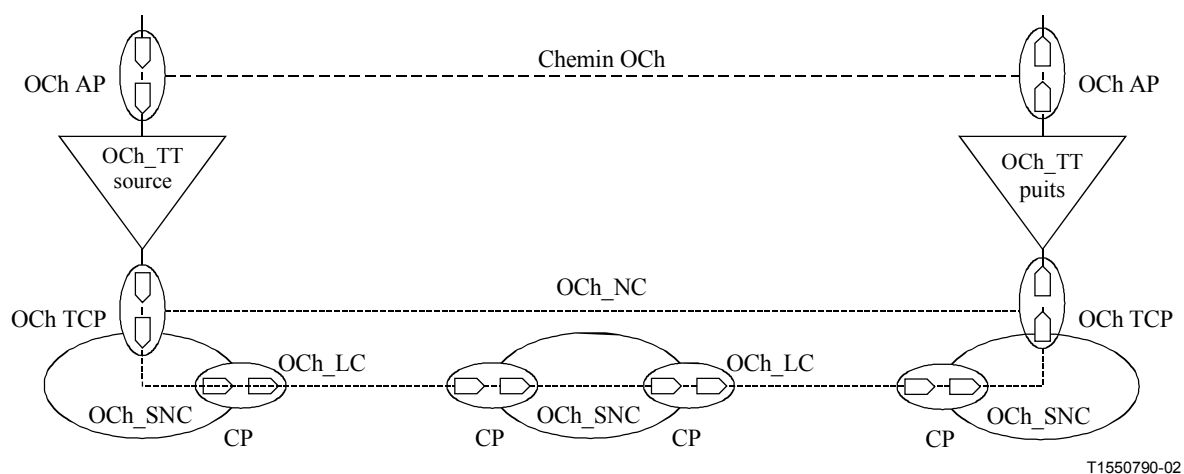 Chemin OCh
OCh AP
OCh AP
OCh_TT
source
OCh_TT
puits
OCh_NC
OCh TCP
OCh TCP
OCh_LC
OCh_LC
OCh_SNC
OCh_SNC
OCh_SNC
CP
CP
CP
CP
T1550790-02